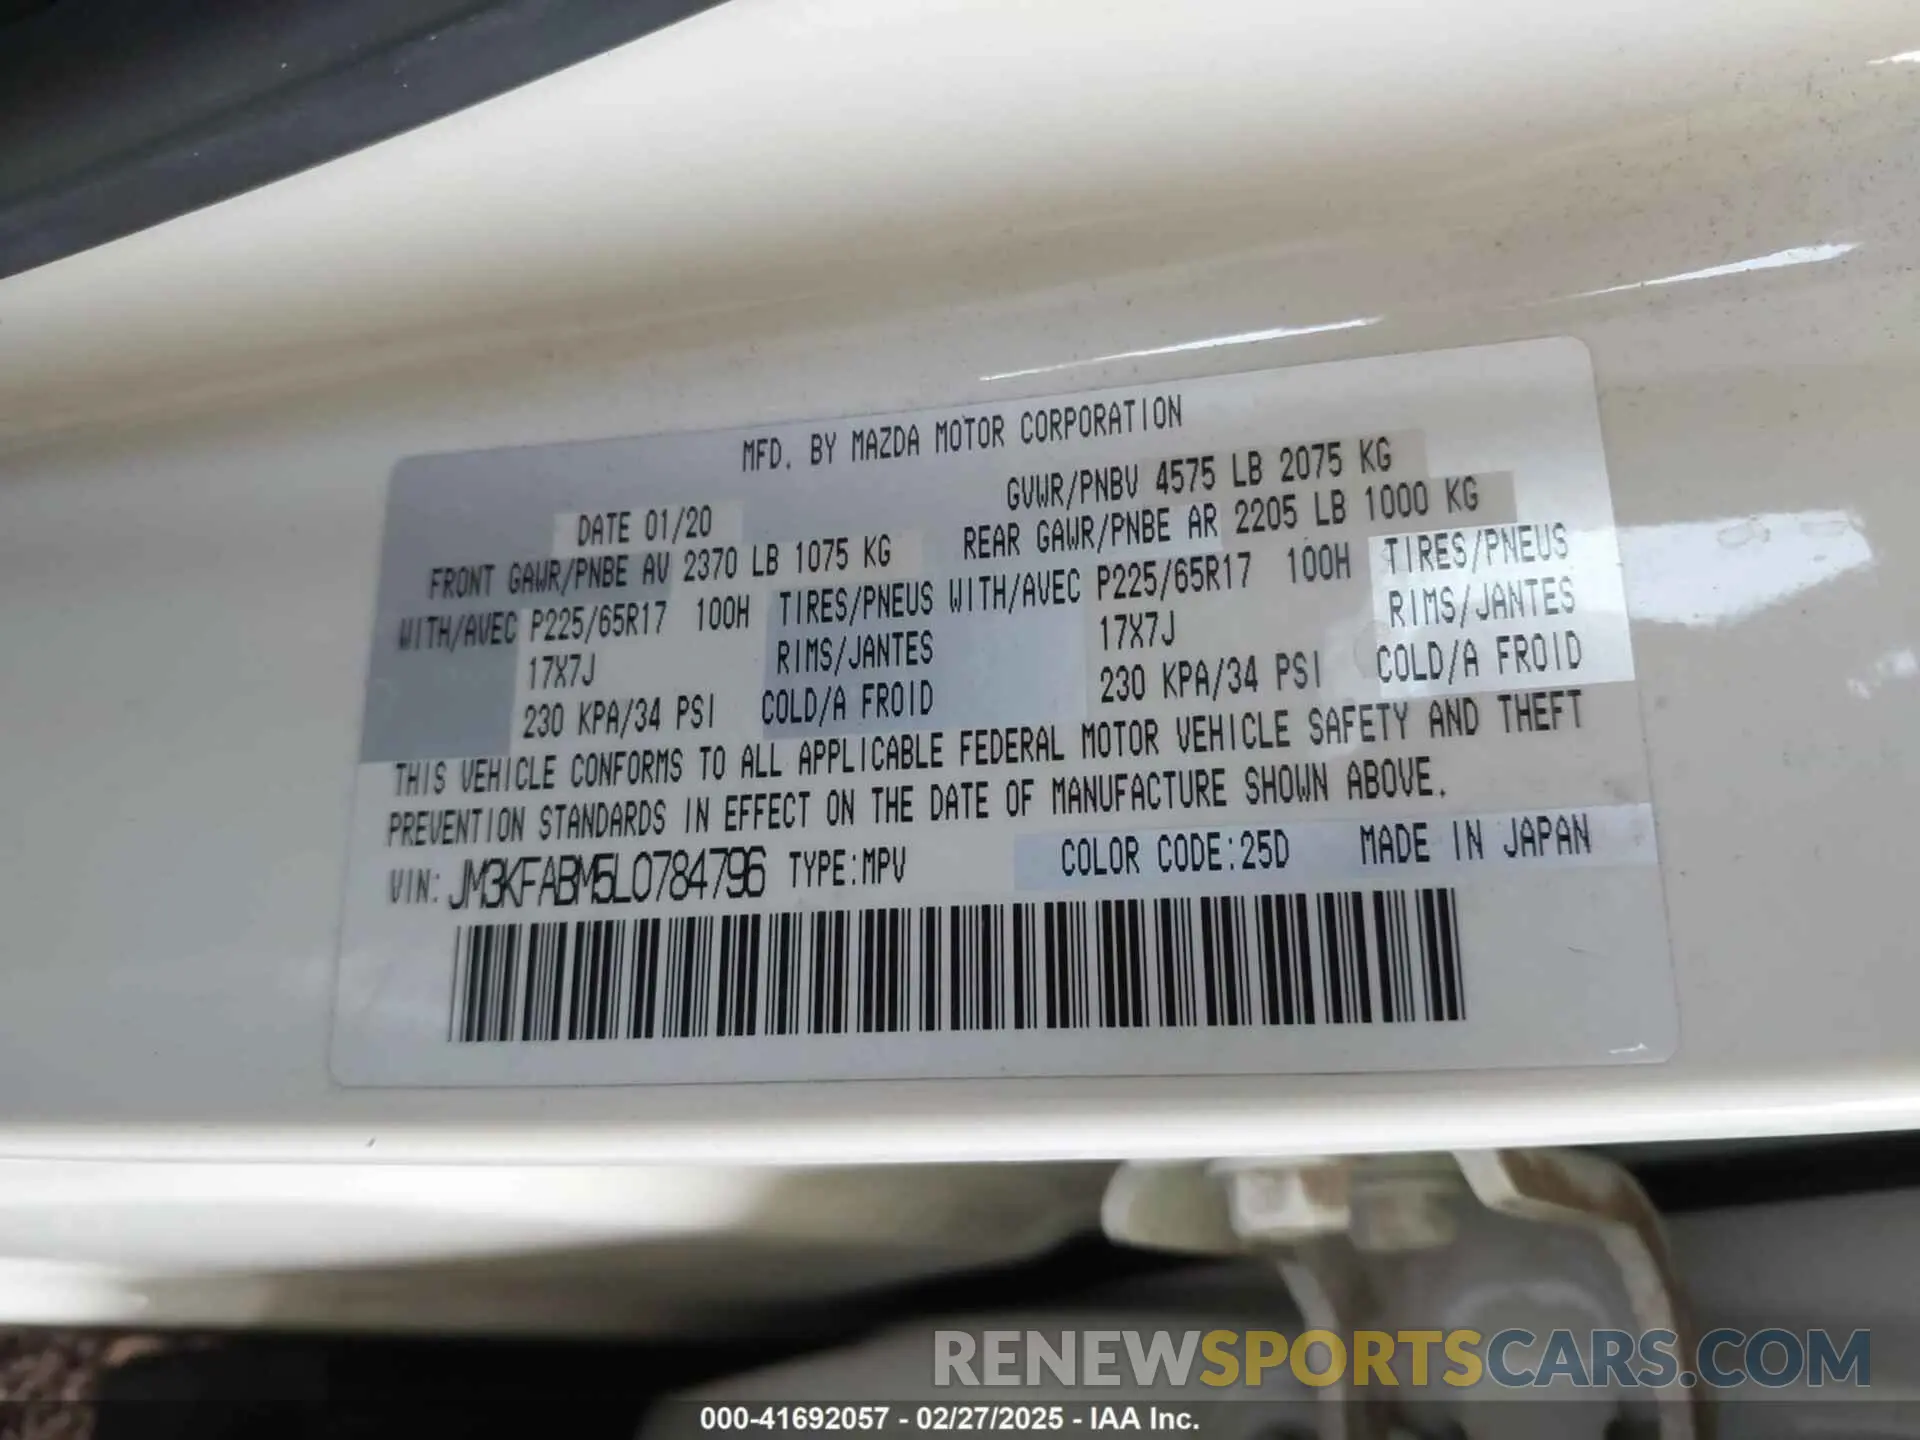 MFD. BY MAZDA MOTOR CORPORATION
DATE 01/20 GVWR/PNBV 4575 LB 2075 KG
FRONT GAWR/PNBE AV 2370 LB 1075 KG REAR GAWR/PNBE AR 2205 LB 1000 KG
WITH/AVEC P225/65R17 100H TIRES/PNEUS WITH/AVEC P225/65R17 100H TIRES/PNEUS
17X7J RIMS/JANTES 17X7J RIMS/JANTES
230 KPA/34 PSI COLD/A FROID 230 KPA/34 PSI COLD/A FROID
THIS VEHICLE CONFORMS TO ALL APPLICABLE FEDERAL MOTOR VEHICLE SAFETY AND THEFT
PREVENTION STANDARDS IN EFFECT ON THE DATE OF MANUFACTURE SHOWN ABOVE.
VIN: JM3KFABM5L0784796 TYPE:MPV COLOR CODE:25D MADE IN JAPAN
RENEWSPORTSCARS.COM
000-41692057 - 02/27/2025 - IAA Inc.